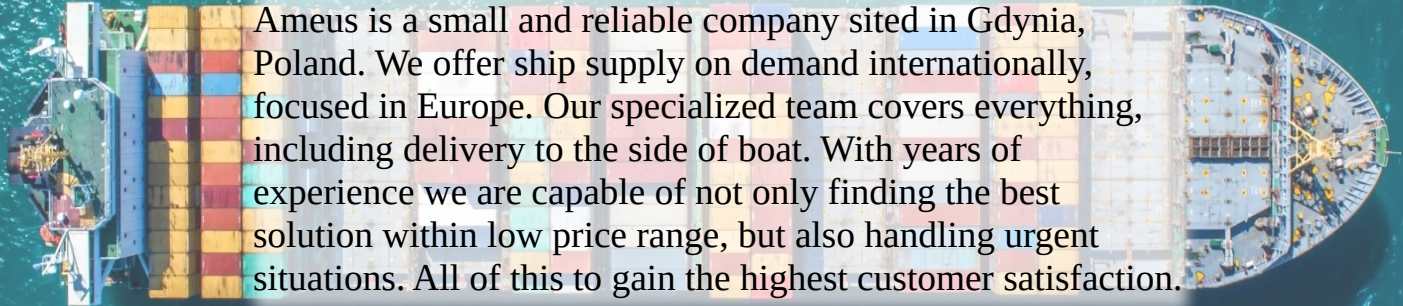 Ameus is a small and reliable company sited in Gdynia,
Poland. We offer ship supply on demand internationally,
focused in Europe. Our specialized team covers everything,
including delivery to the side of boat. With years of
experience we are capable of not only finding the best
solution within low price range, but also handling urgent
situations. All of this to gain the highest customer satisfaction.